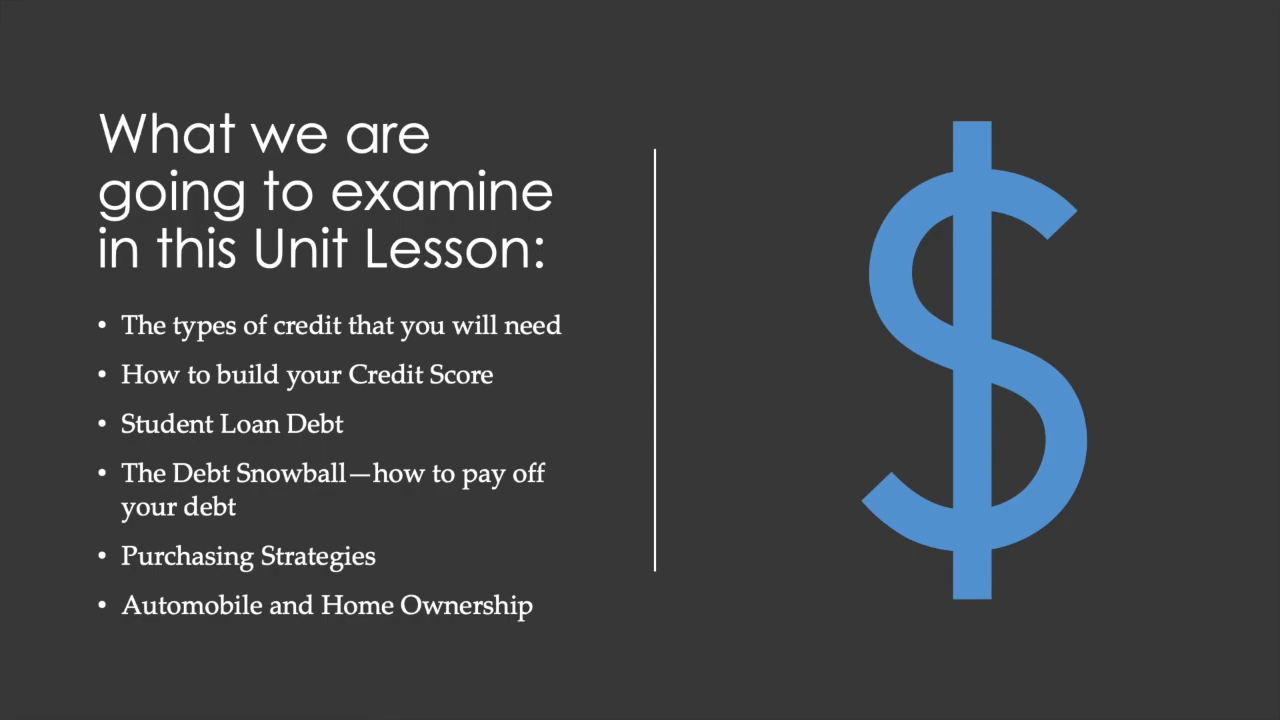 What we are
going to examine
in this Unit Lesson:
• The types of credit that you will need
• How to build your Credit Score
• Student Loan Debt
• The Debt Snowball—how to pay off
your debt
• Purchasing Strategies
• Automobile and Home Ownership
$